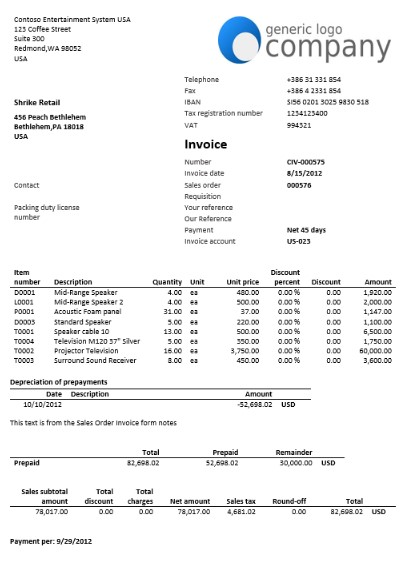 Contoso Entertainment System USA
123 Coffee Street
Suite 300
Redmond,WA 98052
USA
generic logo
company
Telephone +386 31 331 854
Fax +386 4 2331 854
IBAN SI56 0201 3025 9830 518
Tax registration number 1234123400
VAT 994321
Shrike Retail
456 Peach Bethlehem
Bethlehem,PA 18018
USA
Invoice
Number CIV-000575
Invoice date 8/15/2012
Contact Sales order 000576
Requisition
Packing duty license number Your reference
Our Reference
Payment Net 45 days
Invoice account US-023
Item number Description Quantity Unit Unit price Discount percent Discount Amount
D0001 Mid-Range Speaker 4.00 ea 480.00 0.00 % 0.00 1,920.00
L0001 Mid-Range Speaker 2 4.00 ea 500.00 0.00 % 0.00 2,000.00
P0001 Acoustic Foam panel 31.00 ea 37.00 0.00 % 0.00 1,147.00
D0003 Standard Speaker 5.00 ea 220.00 0.00 % 0.00 1,100.00
T0001 Speaker cable 10 13.00 ea 500.00 0.00 % 0.00 6,500.00
T0004 Television M120 37" Silver 5.00 ea 350.00 0.00 % 0.00 1,750.00
T0002 Projector Television 16.00 ea 3,750.00 0.00 % 0.00 60,000.00
T0003 Surround Sound Receiver 8.00 ea 450.00 0.00 % 0.00 3,600.00
Depreciation of prepayments
Date Description Amount
10/10/2012 -52,698.02 USD
This text is from the Sales Order Invoice form notes
Total Prepaid Remainder
Prepaid 82,698.02 52,698.02 30,000.00 USD
Sales subtotal amount Total discount Total charges Net amount Sales tax Round-off Total
78,017.00 0.00 0.00 78,017.00 4,681.02 0.00 82,698.02 USD
Payment per: 9/29/2012